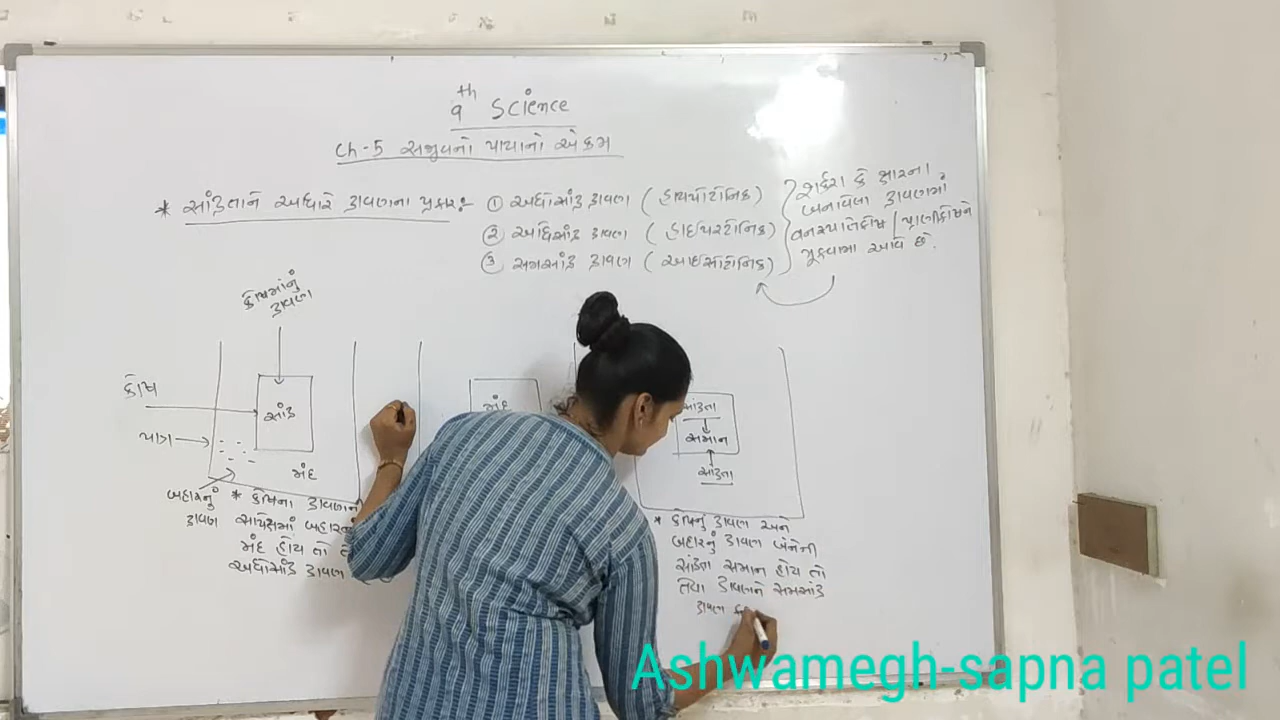 9th Science
Ch-5 સજીવનો પાયાનો એકમ
* સાંદ્રતાને આધારે દ્રાવણના પ્રકાર:-
① અધોસાંદ્ર દ્રાવણ (હાયપોટોનિક)
② અધિસાંદ્ર દ્રાવણ (હાઈપરટોનિક)
③ સમસાંદ્ર દ્રાવણ (આઇસોટોનિક)
શર્કરા કે ક્ષારના
બનાવેલા દ્રાવણમાં
વનસ્પતિકોષ / પ્રાણીકોષને
મૂકવામાં આવે છે.
કોષમાંનું
દ્રાવણ
કોષ
સાંદ્ર
પાત્ર
મંદ
બહારનું
દ્રાવણ
* કોષના દ્રાવણની
સાપેક્ષમાં બહારનું
મંદ હોય તો
અધોસાંદ્ર દ્રાવણ
મંદ
સાંદ્રતા
સમાન
સાંદ્રતા
* કોષનું દ્રાવણ અને
બહારનું દ્રાવણ બંનેની
સાંદ્રતા સમાન હોય તો
તેવા દ્રાવણને સમસાંદ્ર
દ્રાવણ
Ashwamegh-sapna patel